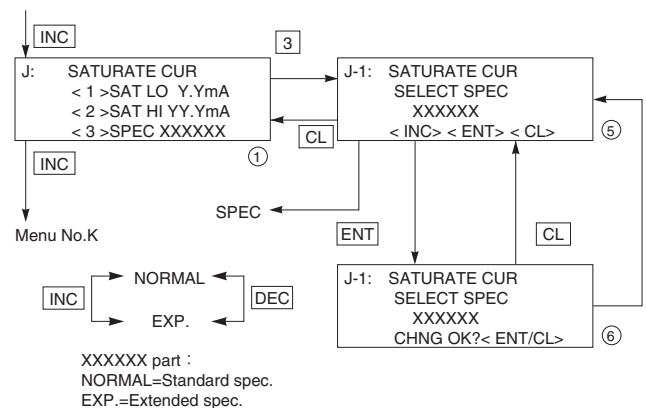 INC
3
J: SATURATE CUR
< 1 >SAT LO Y.YmA
< 2 >SAT HI YY.YmA
< 3 >SPEC XXXXXX
①
J-1: SATURATE CUR
SELECT SPEC
XXXXXX
< INC> < ENT> < CL>
⑤
CL
INC
SPEC
Menu No.K
ENT
CL
INC
NORMAL
EXP.
DEC
J-1: SATURATE CUR
SELECT SPEC
XXXXXX
CHNG OK?< ENT/CL>
⑥
XXXXXX part :
NORMAL=Standard spec.
EXP.=Extended spec.